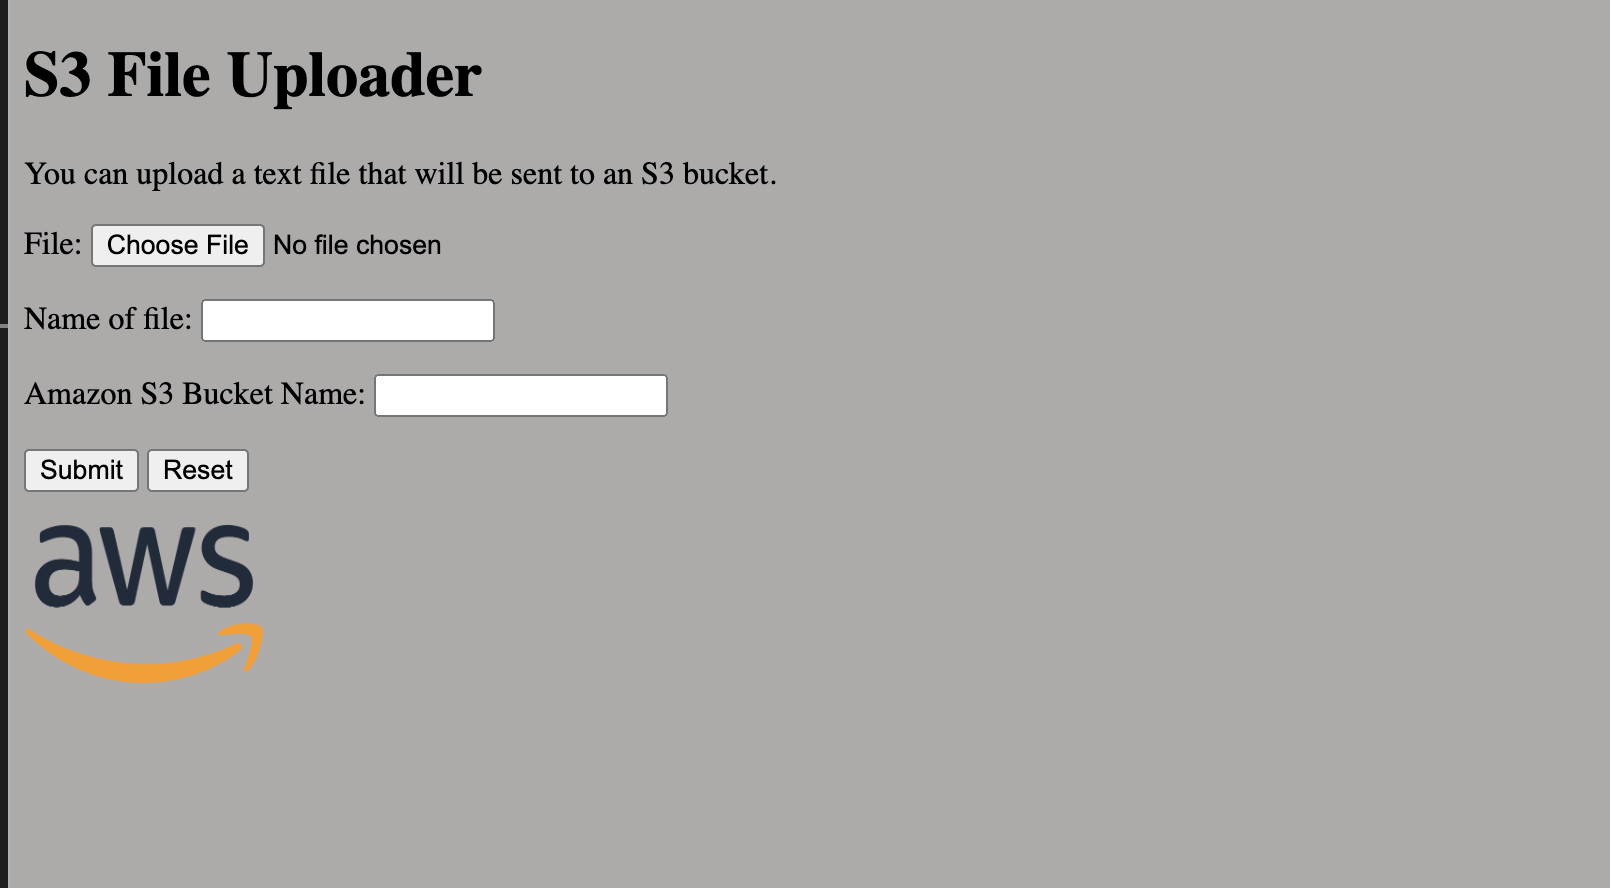 S3 File Uploader
You can upload a text file that will be sent to an S3 bucket.
File: Choose File No file chosen
Name of file:
Amazon S3 Bucket Name:
Submit Reset
aws